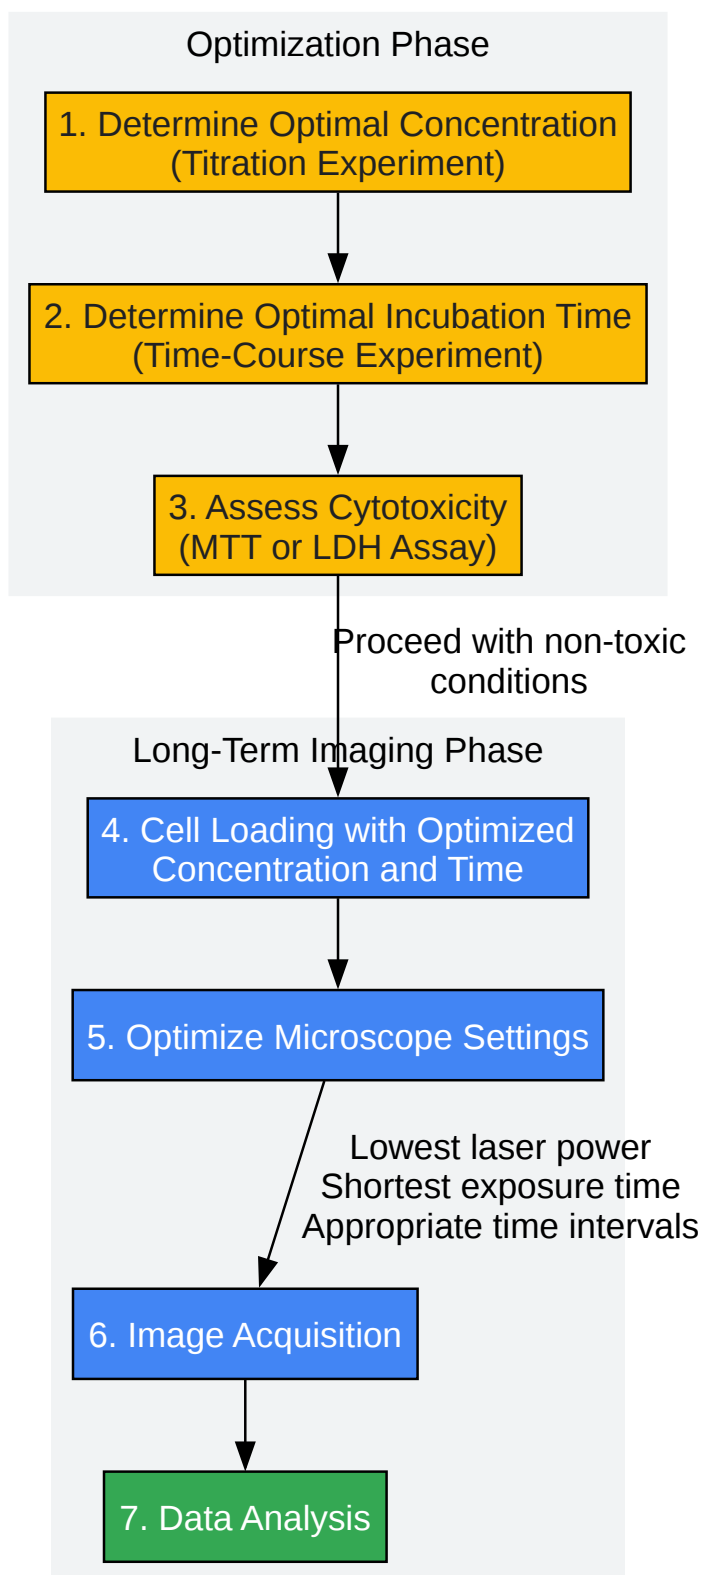 Optimization Phase
1. Determine Optimal Concentration
(Titration Experiment)
2. Determine Optimal Incubation Time
(Time-Course Experiment)
3. Assess Cytotoxicity
(MTT or LDH Assay)
Proceed with non-toxic
conditions
Long-Term Imaging Phase
4. Cell Loading with Optimized
Concentration and Time
5. Optimize Microscope Settings
Lowest laser power
Shortest exposure time
Appropriate time intervals
6. Image Acquisition
7. Data Analysis